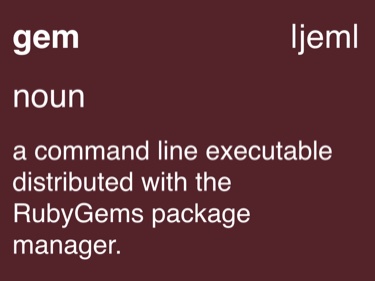 gem ljeml
noun
a command line executable
distributed with the
RubyGems package
manager.